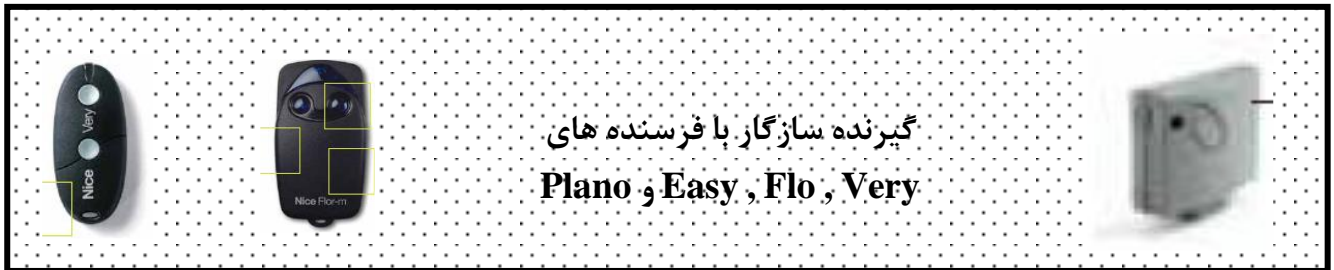 گیرنده سازگار با فرسنده های
Plano و Easy , Flo , Very
Nice Very
Nice Flor-m